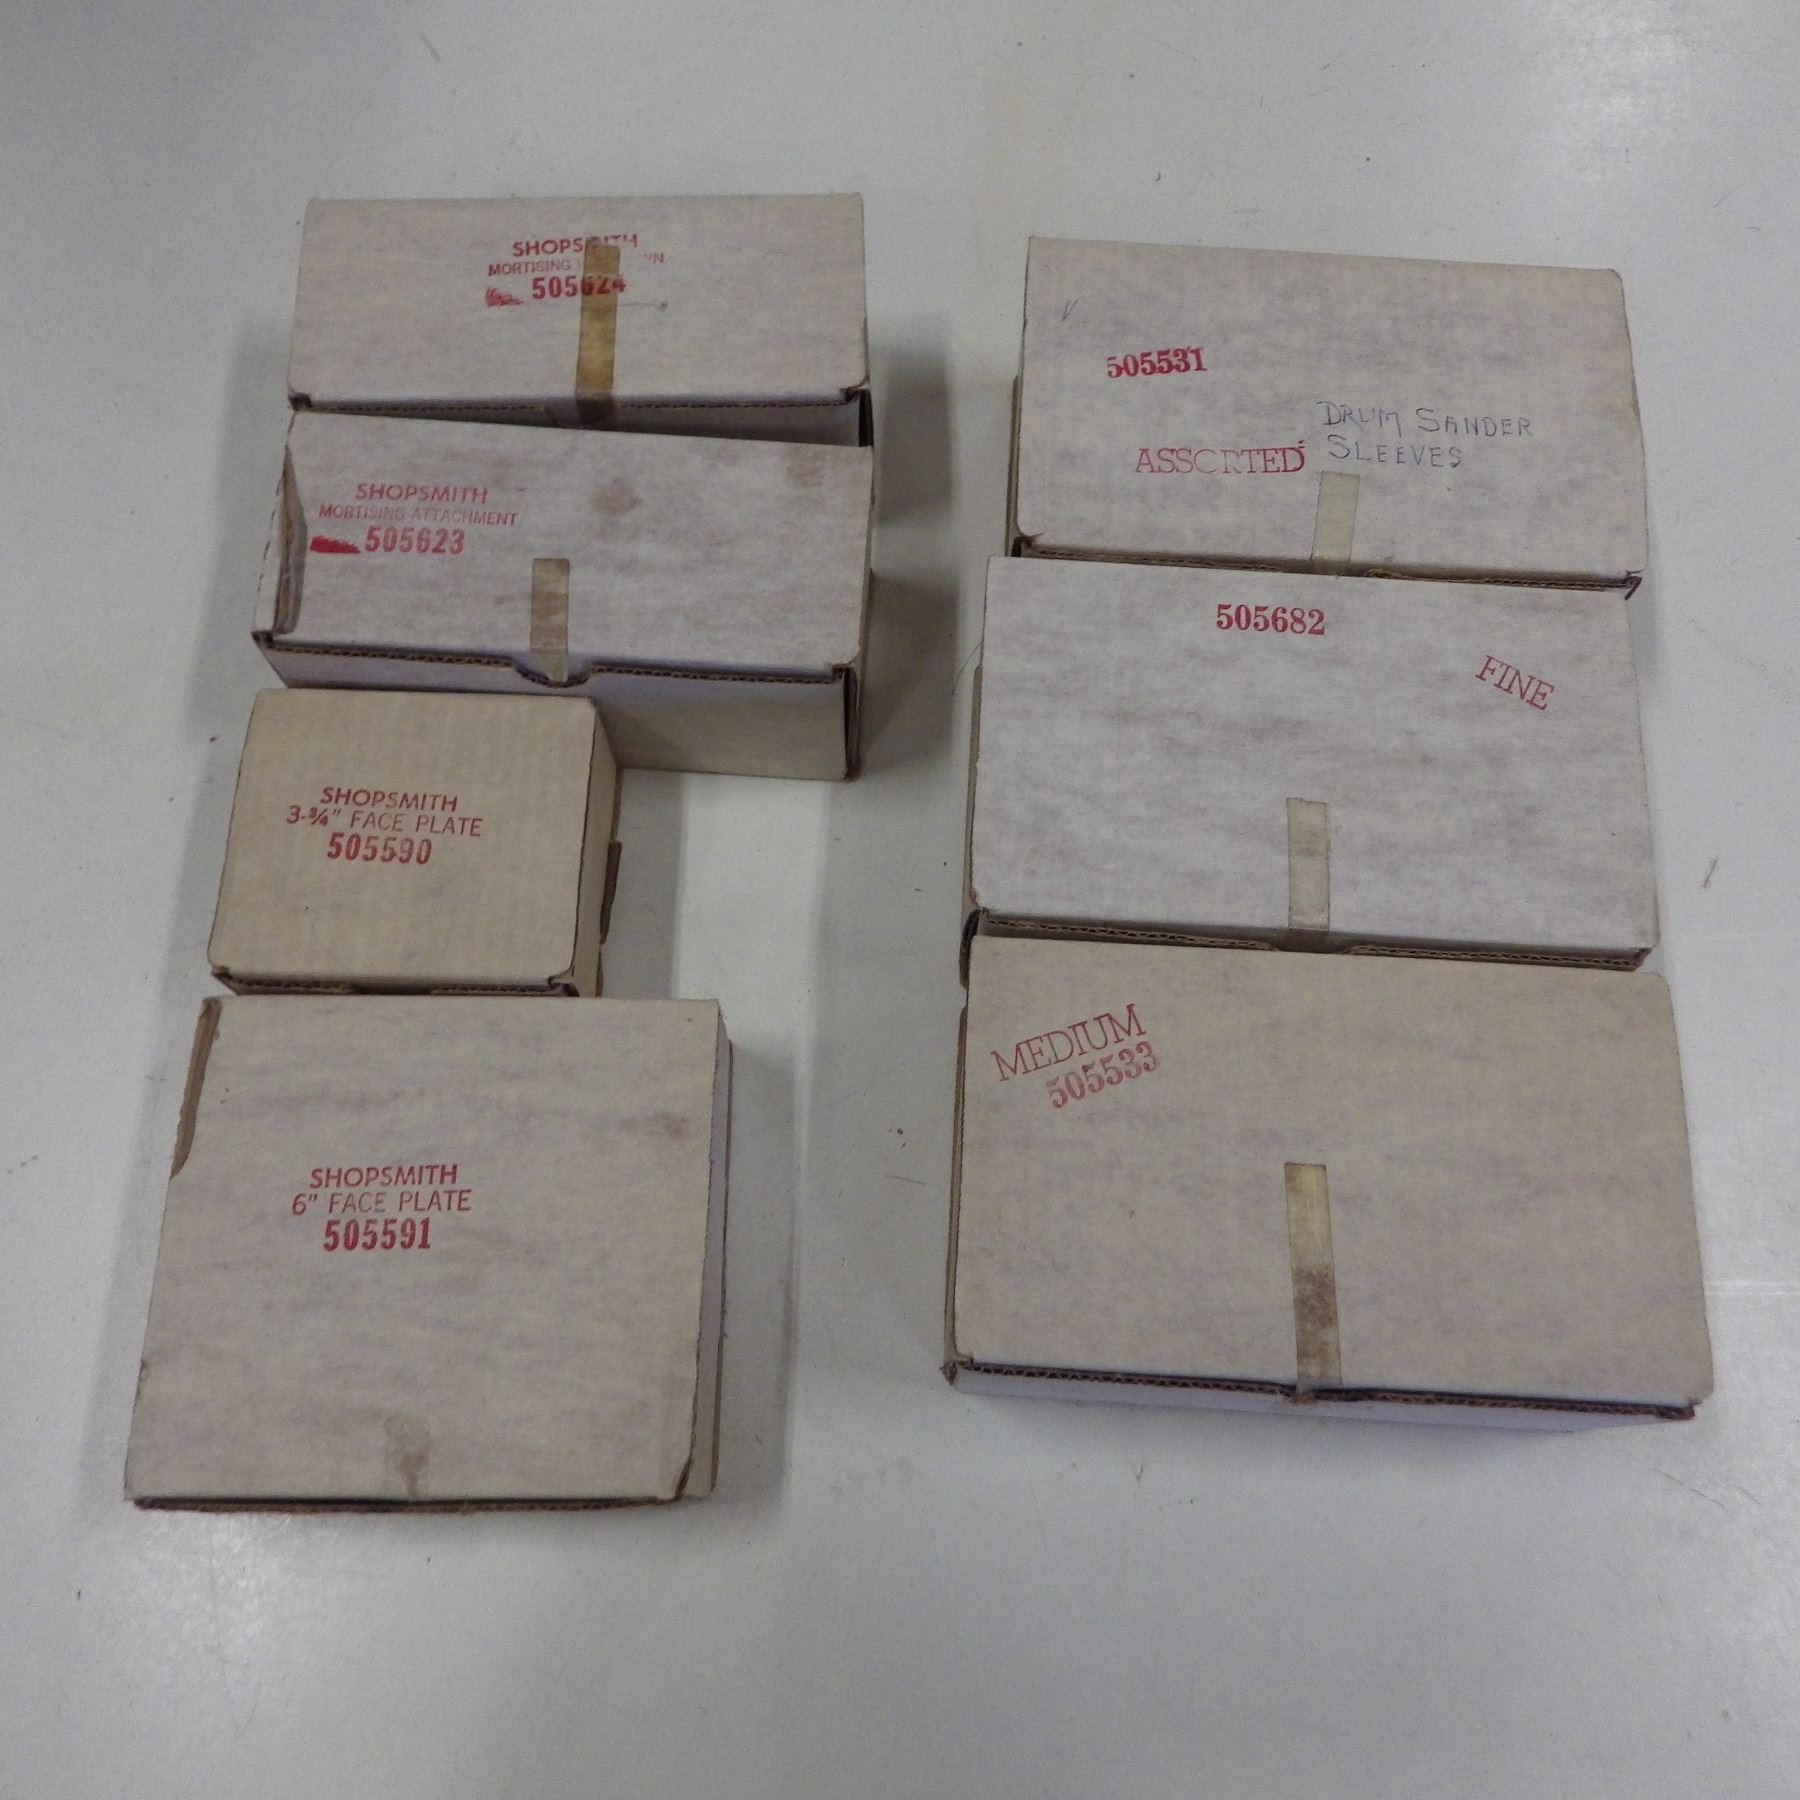 SHOPSMITH
MORTISING
505624
SHOPSMITH
MORTISING ATTACHMENT
505623
SHOPSMITH
3-¾" FACE PLATE
505590
SHOPSMITH
6" FACE PLATE
505591
505531
DRUM SANDER
ASSORTED SLEEVES
505682
FINE
MEDIUM
505533